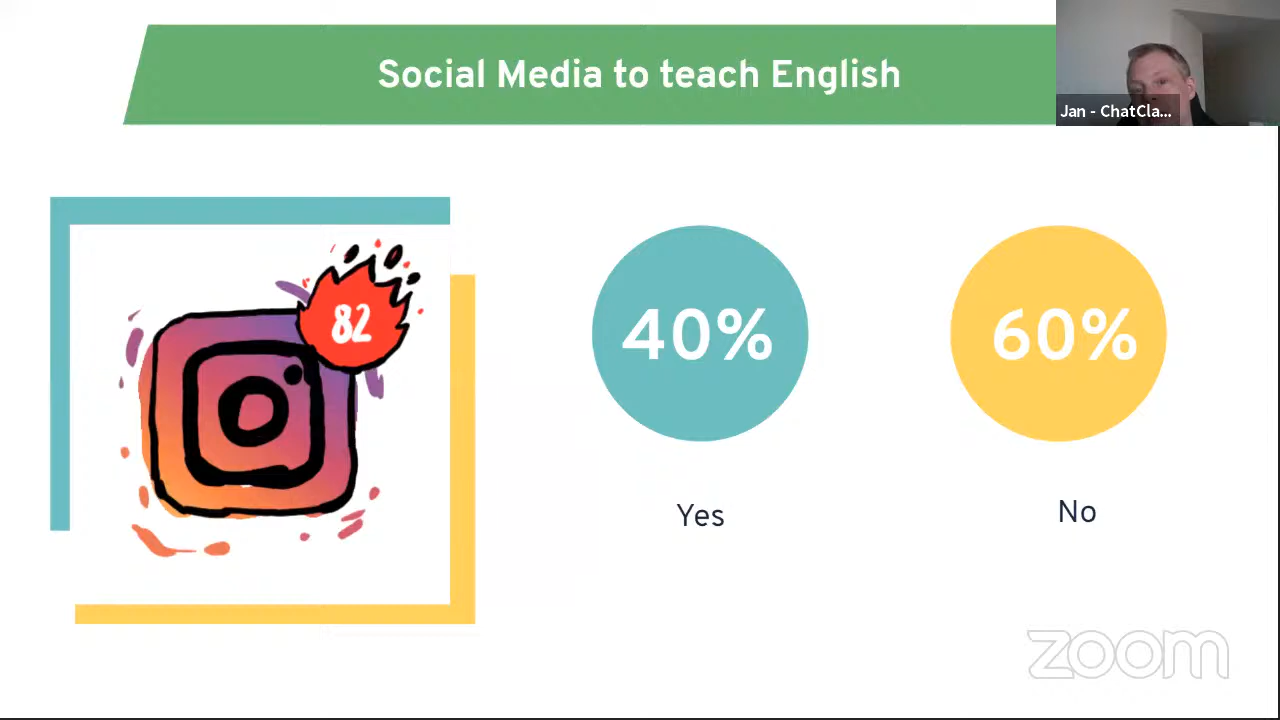 Social Media to teach English
Jan - ChatCla...
82
40%
60%
Yes
No
zoom